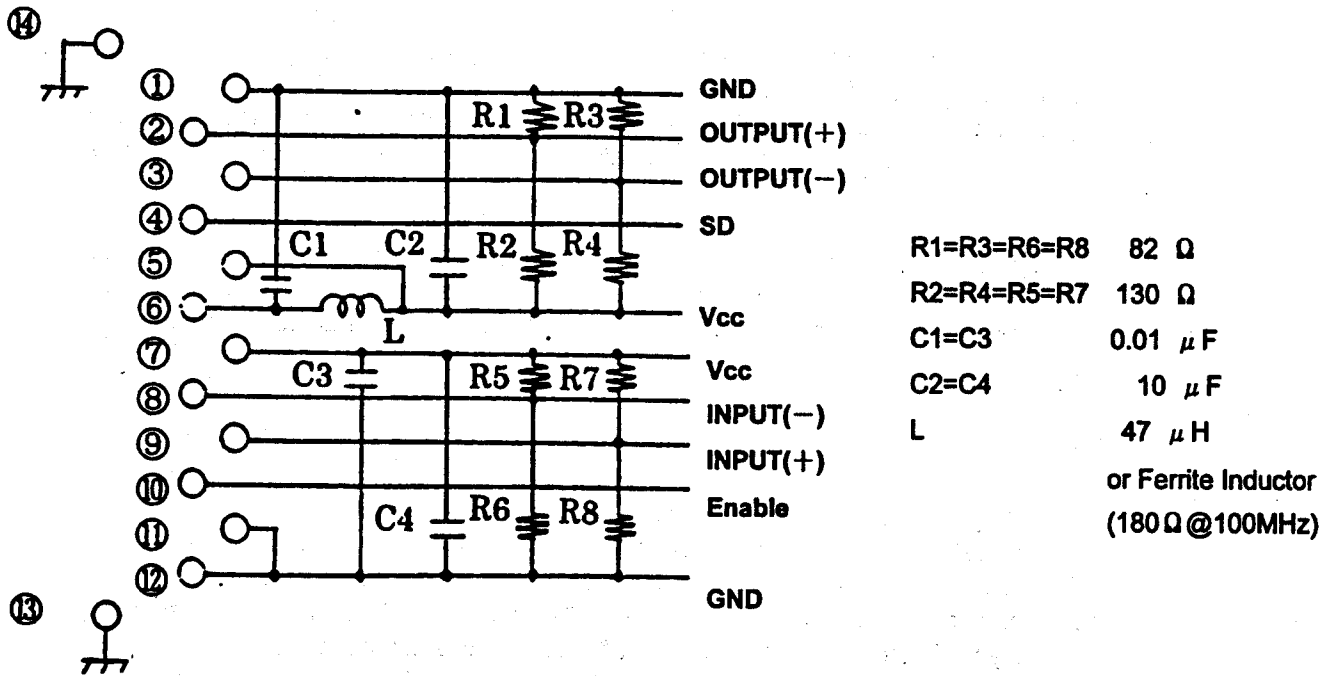 ⑭
① GND
R1 R3
② OUTPUT(+)
③ OUTPUT(−)
④ SD
C1 C2 R2 R4
⑤
⑥ Vcc
L
⑦ Vcc
C3 R5 R7
⑧ INPUT(−)
⑨ INPUT(+)
⑩ Enable
C4 R6 R8
⑪
⑫ GND
⑬
R1=R3=R6=R8 82 Ω
R2=R4=R5=R7 130 Ω
C1=C3 0.01 μF
C2=C4 10 μF
L 47 μH
or Ferrite Inductor
(180Ω@100MHz)